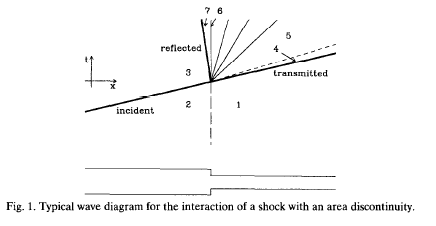 7 6
5
reflected
4
t
3
transmitted
x
incident
2
1
Fig. 1. Typical wave diagram for the interaction of a shock with an area discontinuity.